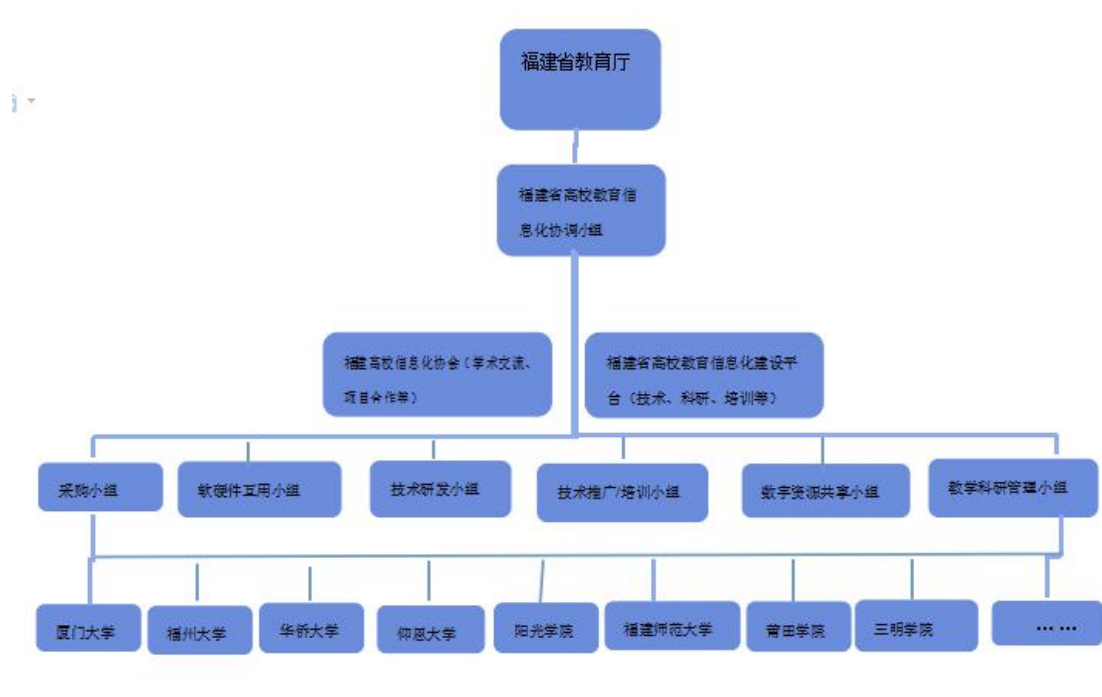 福建省教育厅
福建省高校教育信
息化协调小组
福建高校信息化协会（学术交流、
项目合作等）
福建省高校教育信息化建设平
台（技术、科研、培训等）
采购小组
软硬件互用小组
技术研发小组
技术推广/培训小组
数字资源共享小组
教学科研管理小组
厦门大学
福州大学
华侨大学
仰恩大学
阳光学院
福建师范大学
莆田学院
三明学院
… …